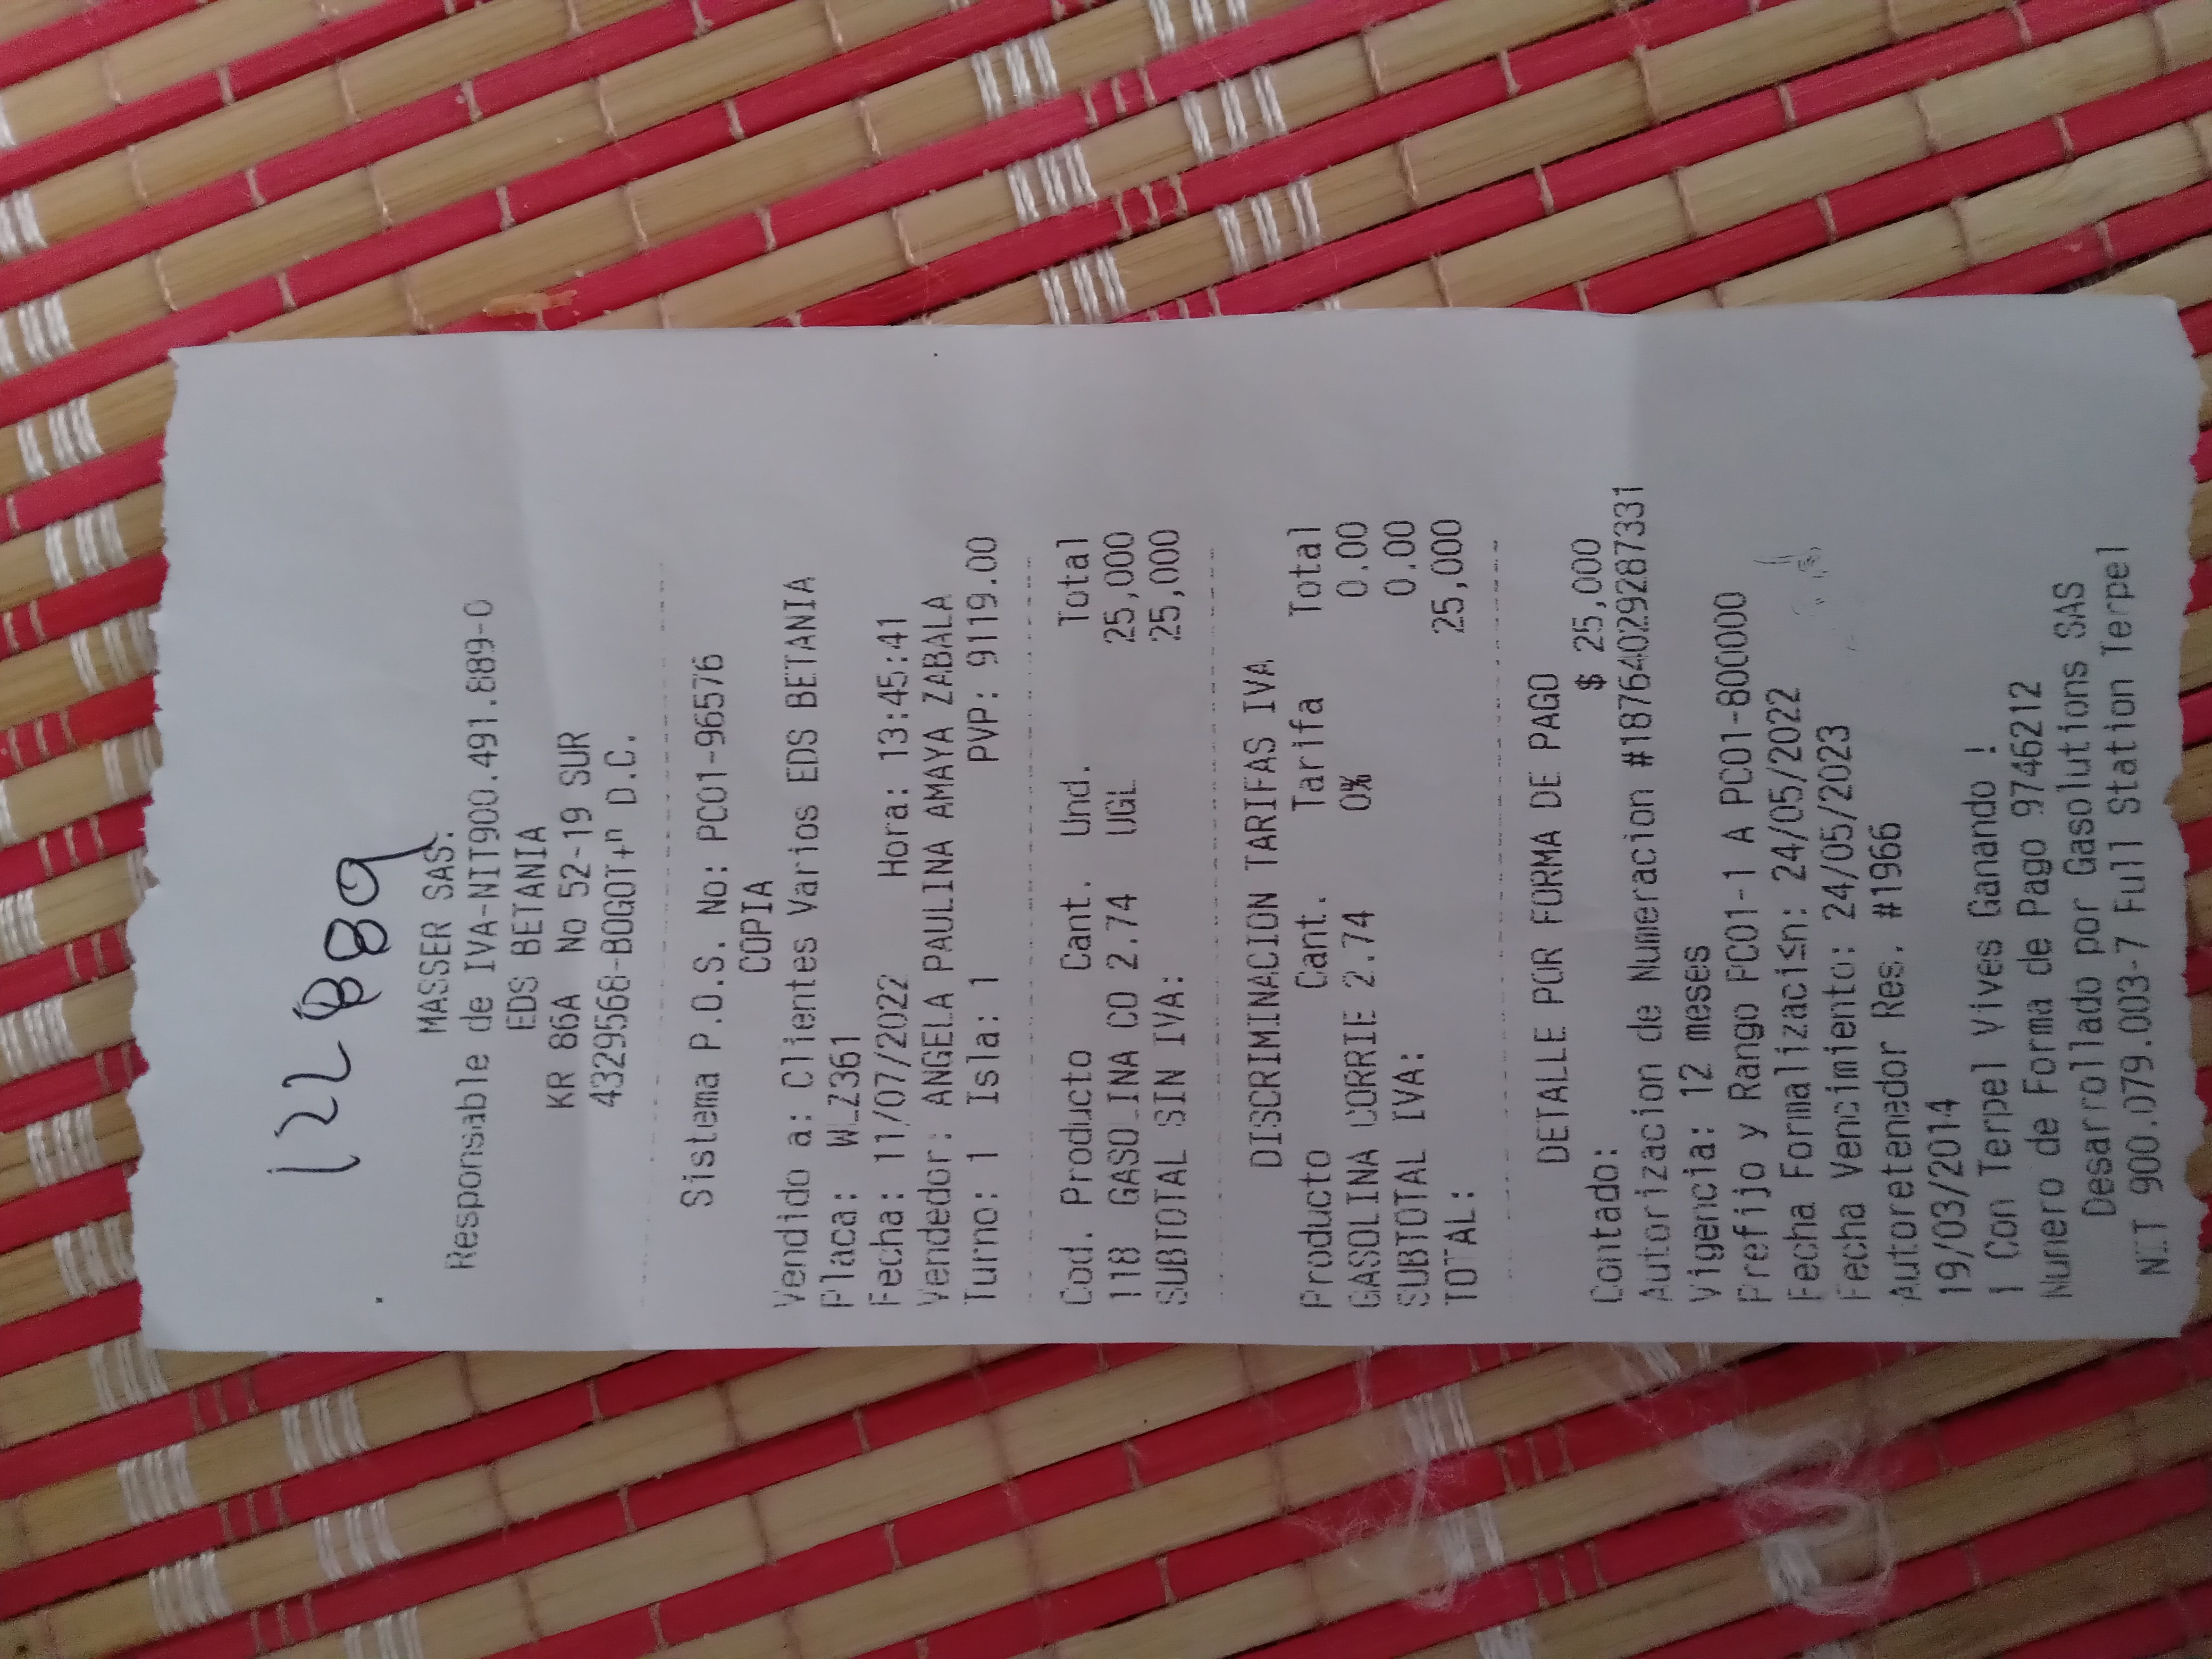 122889
MASSER SAS.
Responsable de IVA-NIT900.491.889-0
EDS BETANIA
KR 86A No 52-19 SUR
4329568-BOGOT+n D.C.
Sistema P.O.S. No: PC01-96576
COPIA
Vendido a: Clientes Varios EDS BETANIA
Placa: WLZ361
Fecha: 11/07/2022 Hora: 13:45:41
Vendedor: ANGELA PAULINA AMAYA ZABALA
Turno: 1 Isla: 1 PVP: 9119.00
Cod. Producto Cant. Und. Total
118 GASOLINA CO 2.74 UGL 25,000
SUBTOTAL SIN IVA: 25,000
DISCRIMINACION TARIFAS IVA
Producto Cant. Tarifa Total
GASOLINA CORRIE 2.74 0% 0.00
SUBTOTAL IVA: 0.00
TOTAL: 25,000
DETALLE POR FORMA DE PAGO
Contado: $ 25,000
Autorizacion de Numeracion #18764029287331
Vigencia: 12 meses
Prefijo y Rango PC01-1 A PC01-800000
Fecha Formalizacisn: 24/05/2022
Fecha Vencimiento: 24/05/2023
Autoretenedor Res. #1966
19/03/2014
¡ Con Terpel Vives Ganando !
Numero de Forma de Pago 9746212
Desarrollado por Gasolutions SAS
NIT 900.079.003-7 Full Station Terpel